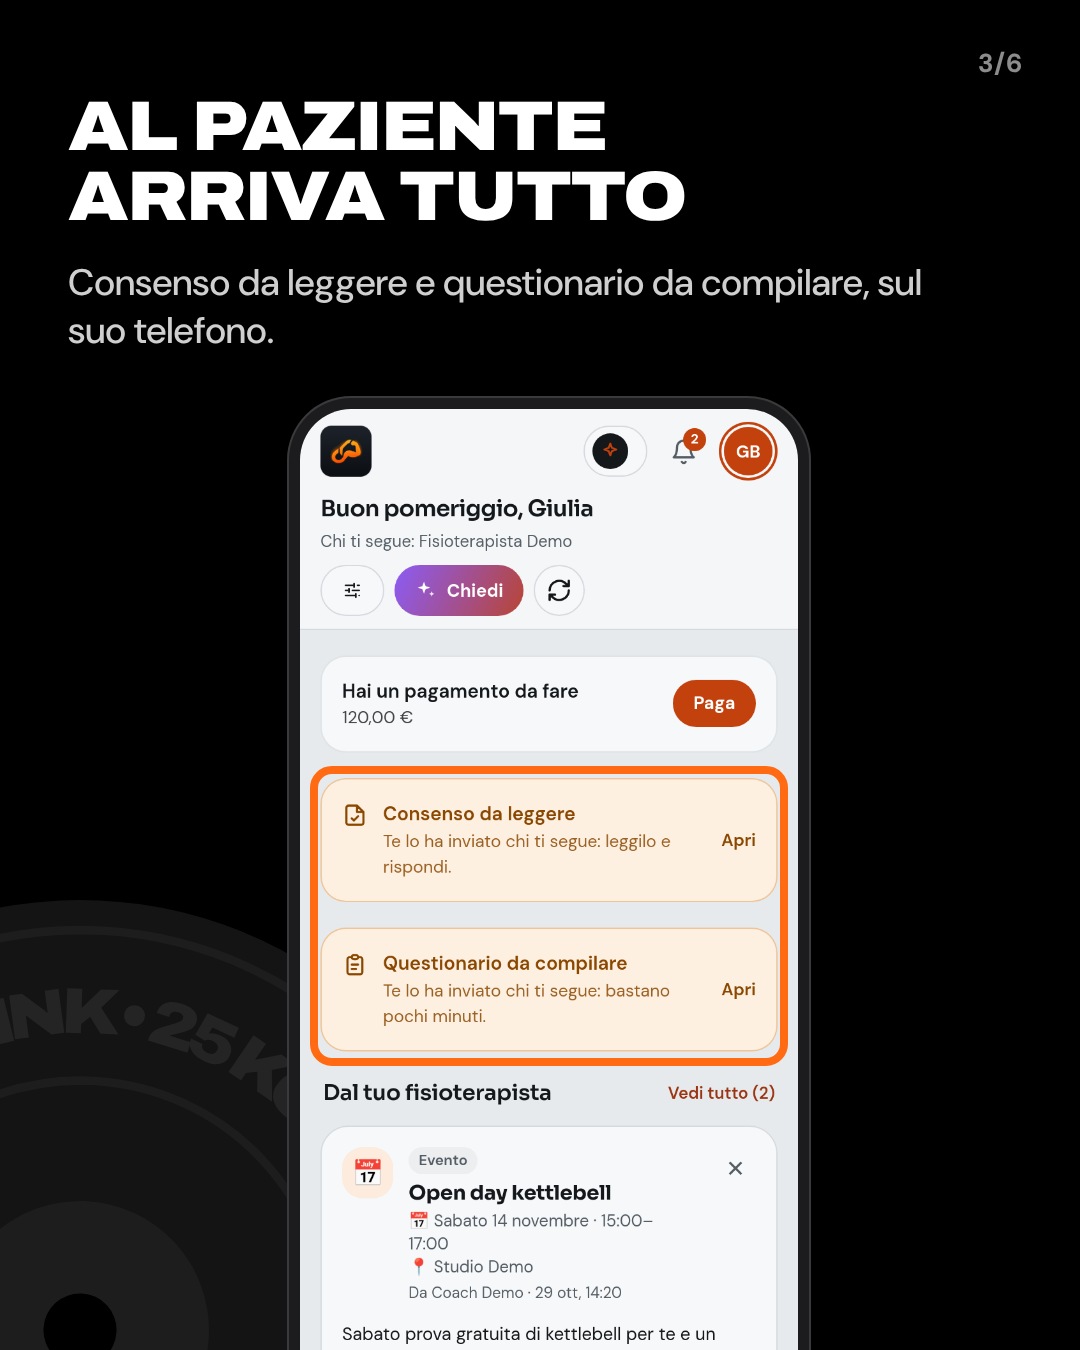 3/6
AL PAZIENTE
ARRIVA TUTTO
Consenso da leggere e questionario da compilare, sul
suo telefono.
2
GB
Buon pomeriggio, Giulia
Chi ti segue: Fisioterapista Demo
Chiedi
Hai un pagamento da fare
120,00 €
Paga
Consenso da leggere
Te lo ha inviato chi ti segue: leggilo e
rispondi.
Apri
Questionario da compilare
Te lo ha inviato chi ti segue: bastano
pochi minuti.
Apri
Dal tuo fisioterapista
Vedi tutto (2)
July
17
Evento
Open day kettlebell
📅 Sabato 14 novembre · 15:00–
17:00
📍 Studio Demo
Da Coach Demo · 29 ott, 14:20
Sabato prova gratuita di kettlebell per te e un
25